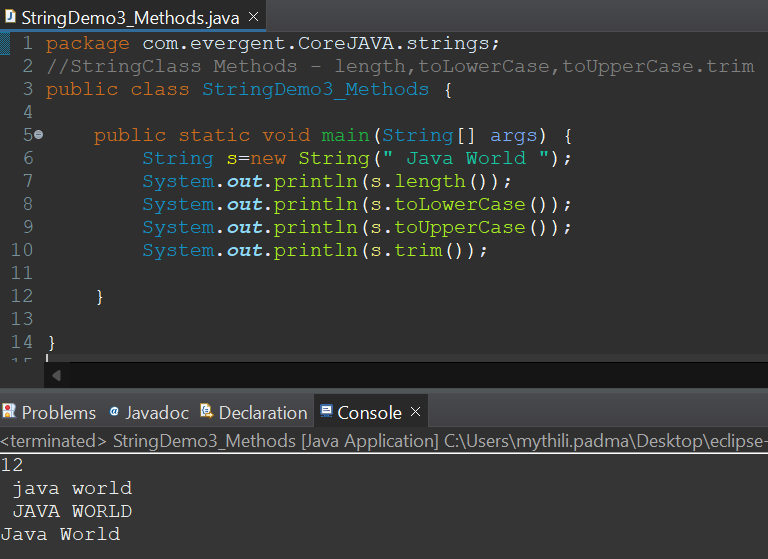 StringDemo3_Methods.java ×
1 package com.evergent.CoreJAVA.strings;
2 //StringClass Methods - length,toLowerCase,toUpperCase.trim
3 public class StringDemo3_Methods {
4
5 public static void main(String[] args) {
6 String s=new String(" Java World ");
7 System.out.println(s.length());
8 System.out.println(s.toLowerCase());
9 System.out.println(s.toUpperCase());
10 System.out.println(s.trim());
11
12 }
13
14 }
15
Problems @ Javadoc Declaration Console ×
<terminated> StringDemo3_Methods [Java Application] C:\Users\mythili.padma\Desktop\eclipse-
12
 java world
 JAVA WORLD
Java World